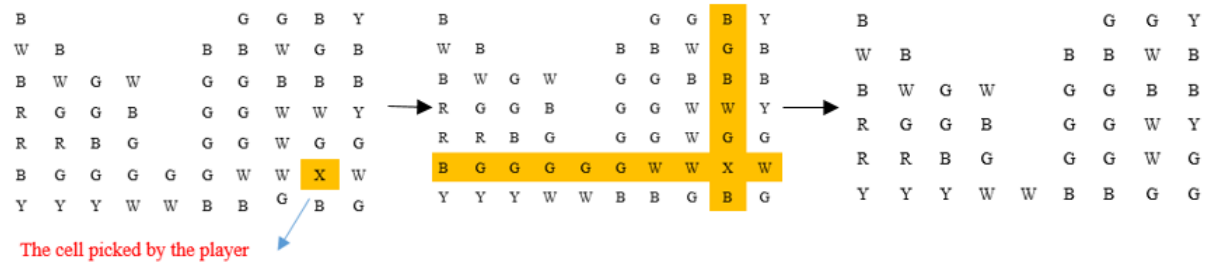 B G G B Y
W B B B W G B
B W G W G G B B B
R G G B G G W W Y
R R B G G G W G G
B G G G G G W W X W
Y Y Y W W B B G B G
The cell picked by the player
B G G B Y
W B B B W G B
B W G W G G B B B
R G G B G G W W Y
R R B G G G W G G
B G G G G G W W X W
Y Y Y W W B B G B G
B G G Y
W B B B W B
B W G W G G B B
R G G B G G W Y
R R B G G G W G
Y Y Y W W B B G G